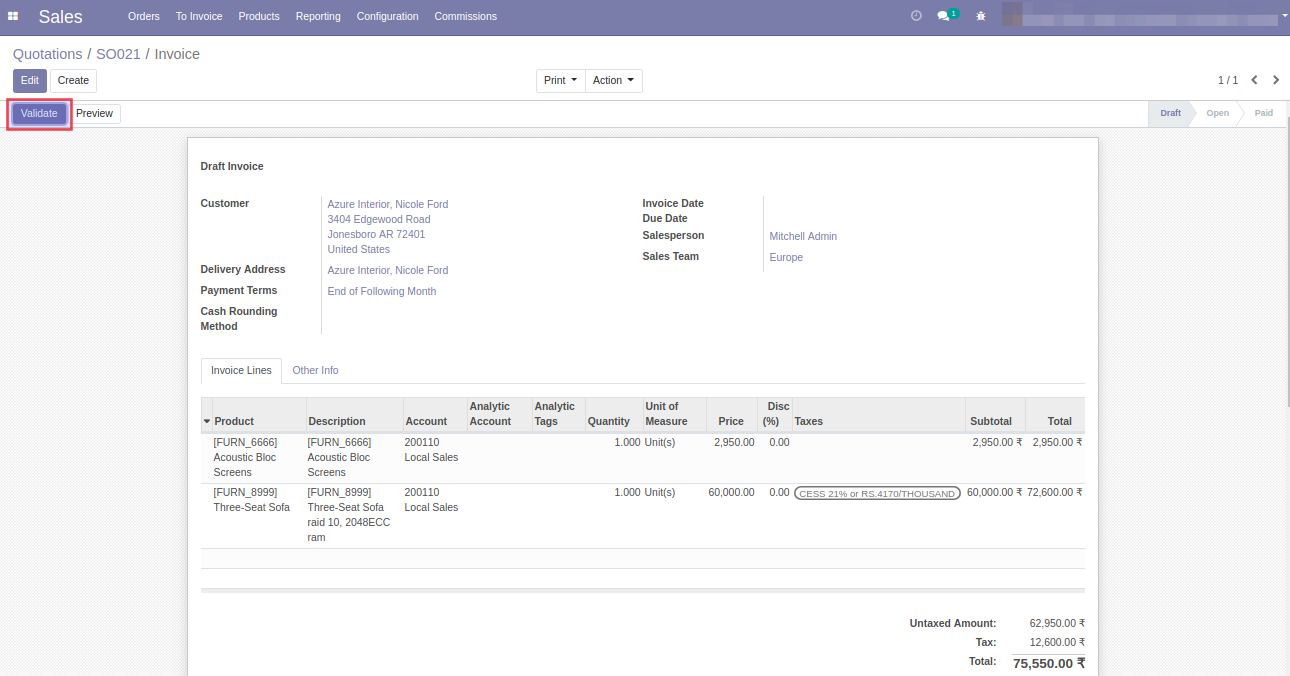 Sales Orders To Invoice Products Reporting Configuration Commissions 1
Quotations / SO021 / Invoice
Edit Create Print Action 1 / 1
Validate Preview Draft Open Paid
Draft Invoice
Customer Azure Interior, Nicole Ford
3404 Edgewood Road
Jonesboro AR 72401
United States
Delivery Address Azure Interior, Nicole Ford
Payment Terms End of Following Month
Cash Rounding
Method
Invoice Date
Due Date
Salesperson Mitchell Admin
Sales Team Europe
Invoice Lines Other Info
Product Description Account Analytic Account Analytic Tags Quantity Unit of Measure Price Disc (%) Taxes Subtotal Total
[FURN_6666] [FURN_6666] 200110 1.000 Unit(s) 2,950.00 0.00 2,950.00 ₹ 2,950.00 ₹
Acoustic Bloc Acoustic Bloc Local Sales
Screens Screens
[FURN_8999] [FURN_8999] 200110 1.000 Unit(s) 60,000.00 0.00 CESS 21% or RS.4170/THOUSAND 60,000.00 ₹ 72,600.00 ₹
Three-Seat Sofa Three-Seat Sofa Local Sales
raid 10, 2048ECC
ram
Untaxed Amount: 62,950.00 ₹
Tax: 12,600.00 ₹
Total: 75,550.00 ₹